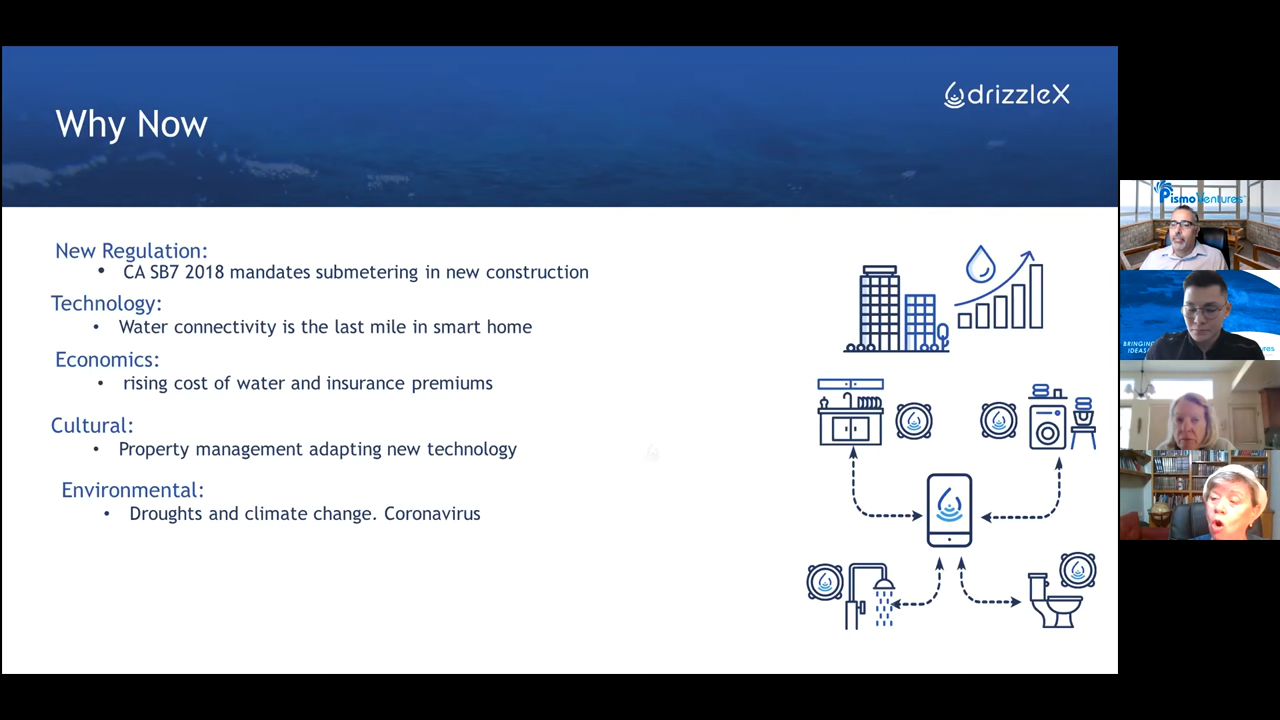 drizzleX
Why Now
New Regulation:
• CA SB7 2018 mandates submetering in new construction
Technology:
• Water connectivity is the last mile in smart home
Economics:
• rising cost of water and insurance premiums
Cultural:
• Property management adapting new technology
Environmental:
• Droughts and climate change. Coronavirus
PismoVentures
BRINGING
IDEAS